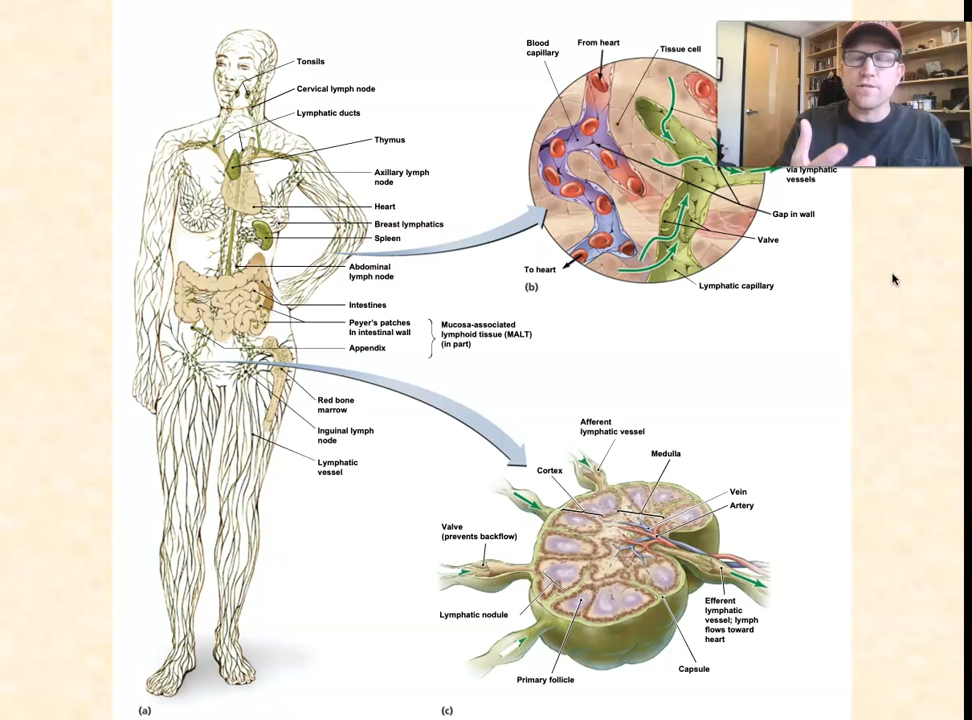 Tonsils
Cervical lymph node
Lymphatic ducts
Thymus
Axillary lymph
node
Heart
Breast lymphatics
Spleen
Abdominal
lymph node
Intestines
Peyer's patches
In intestinal wall
Appendix
Mucosa-associated
lymphoid tissue (MALT)
(in part)
Red bone
marrow
Inguinal lymph
node
Lymphatic
vessel
(a)
Blood
capillary
From heart
Tissue cell
via lymphatic
vessels
Gap in wall
Valve
To heart
Lymphatic capillary
(b)
Afferent
lymphatic vessel
Medulla
Cortex
Vein
Artery
Valve
(prevents backflow)
Lymphatic nodule
Efferent
lymphatic
vessel; lymph
flows toward
heart
Capsule
Primary follicle
(c)